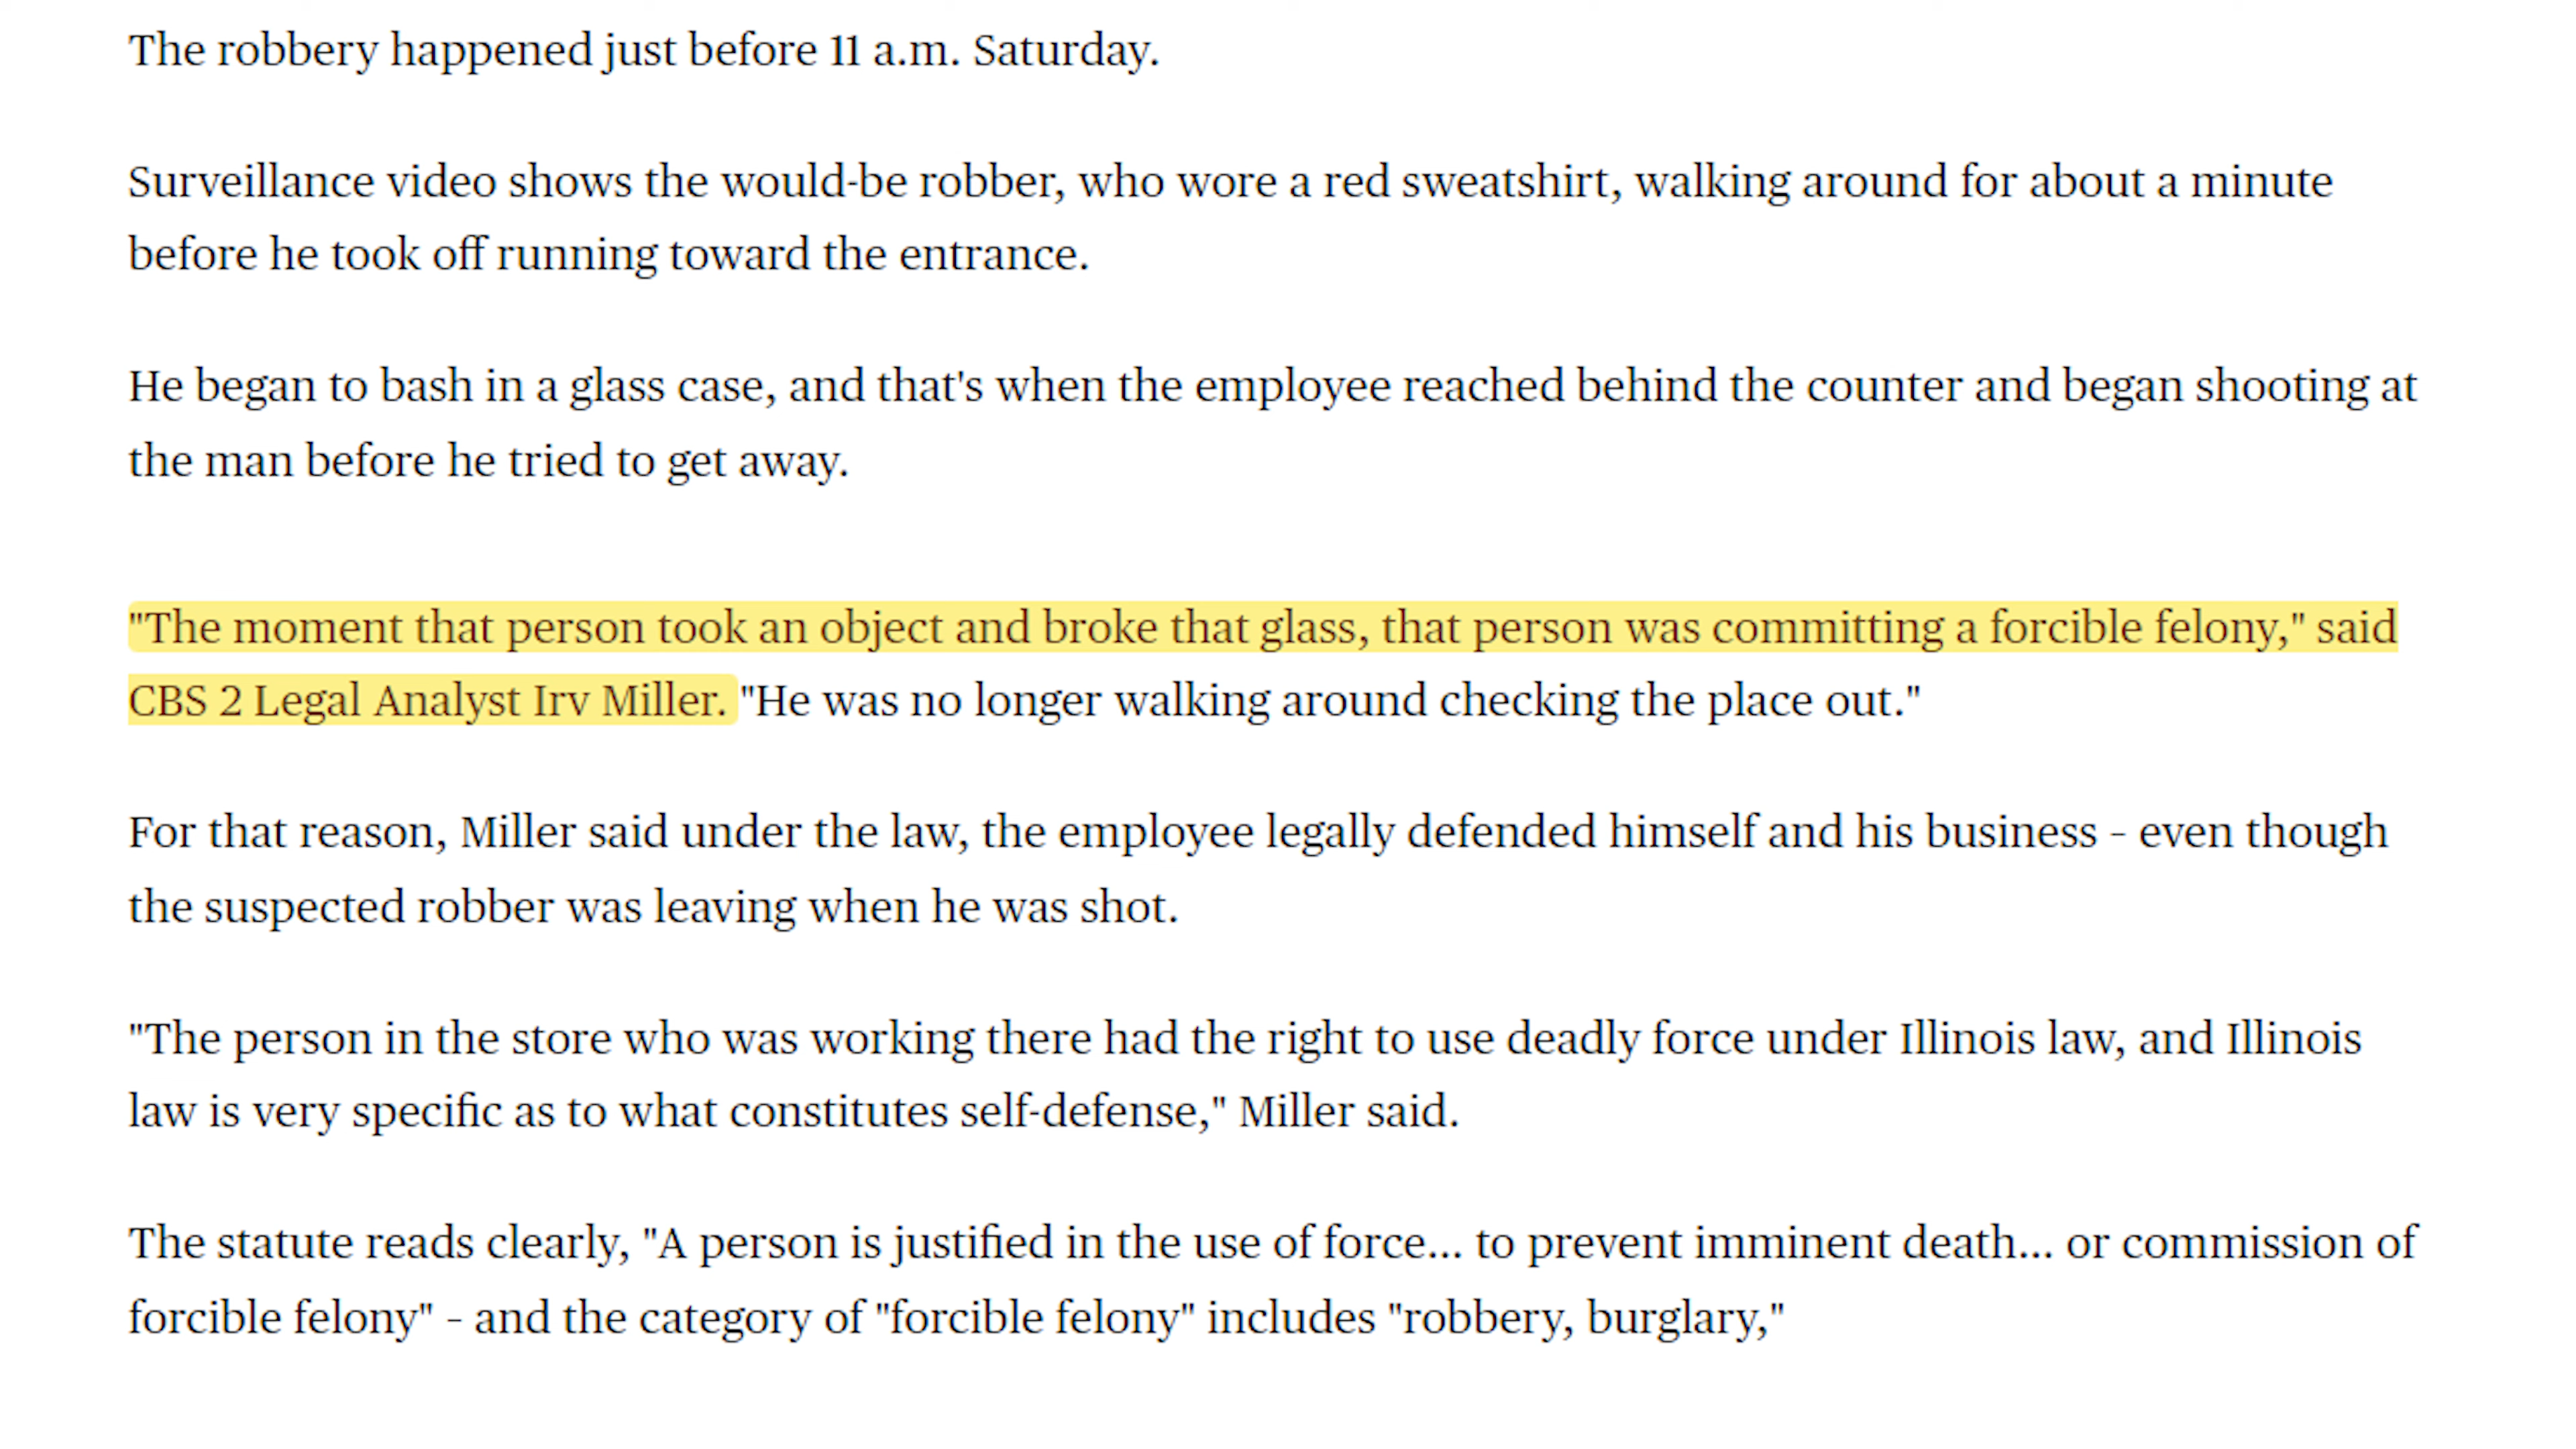 The robbery happened just before 11 a.m. Saturday.
Surveillance video shows the would-be robber, who wore a red sweatshirt, walking around for about a minute
before he took off running toward the entrance.
He began to bash in a glass case, and that's when the employee reached behind the counter and began shooting at
the man before he tried to get away.
"The moment that person took an object and broke that glass, that person was committing a forcible felony," said
CBS 2 Legal Analyst Irv Miller. "He was no longer walking around checking the place out."
For that reason, Miller said under the law, the employee legally defended himself and his business – even though
the suspected robber was leaving when he was shot.
"The person in the store who was working there had the right to use deadly force under Illinois law, and Illinois
law is very specific as to what constitutes self-defense," Miller said.
The statute reads clearly, "A person is justified in the use of force... to prevent imminent death... or commission of
forcible felony" – and the category of "forcible felony" includes "robbery, burglary,"